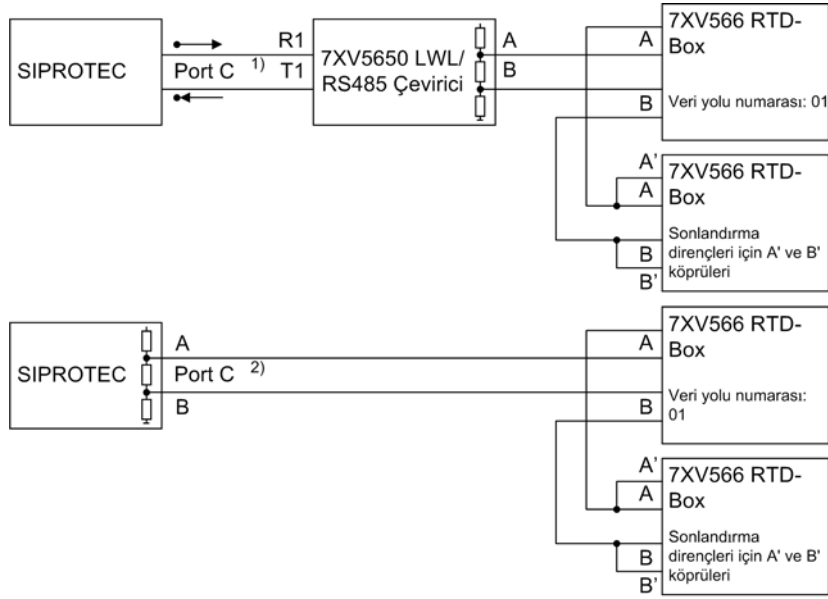 SIPROTEC
Port C 1)
R1
T1
7XV5650 LWL/
RS485 Çevirici
A
B
A
B
7XV566 RTD-
Box
Veri yolu numarası: 01
A'
A
B
B'
7XV566 RTD-
Box
Sonlandırma
dirençleri için A' ve B'
köprüleri
SIPROTEC
A
Port C 2)
B
A
B
7XV566 RTD-
Box
Veri yolu numarası:
01
A'
A
B
B'
7XV566 RTD-
Box
Sonlandırma
dirençleri için A' ve B'
köprüleri